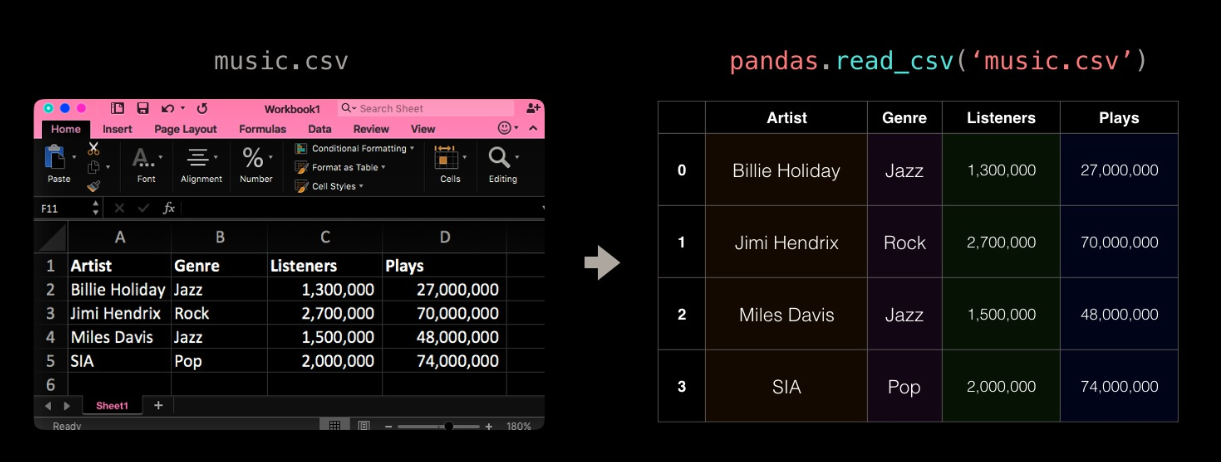 music.csv
Workbook1
Search Sheet
Home Insert Page Layout Formulas Data Review View
Paste
A
Font
Alignment
%
Number
Conditional Formatting
Format as Table
Cell Styles
Cells
Editing
F11 fx
A B C D
1 Artist Genre Listeners Plays
2 Billie Holiday Jazz 1,300,000 27,000,000
3 Jimi Hendrix Rock 2,700,000 70,000,000
4 Miles Davis Jazz 1,500,000 48,000,000
5 SIA Pop 2,000,000 74,000,000
6
Sheet1 +
Ready - + 180%
pandas.read_csv(‘music.csv’)
Artist Genre Listeners Plays
0 Billie Holiday Jazz 1,300,000 27,000,000
1 Jimi Hendrix Rock 2,700,000 70,000,000
2 Miles Davis Jazz 1,500,000 48,000,000
3 SIA Pop 2,000,000 74,000,000